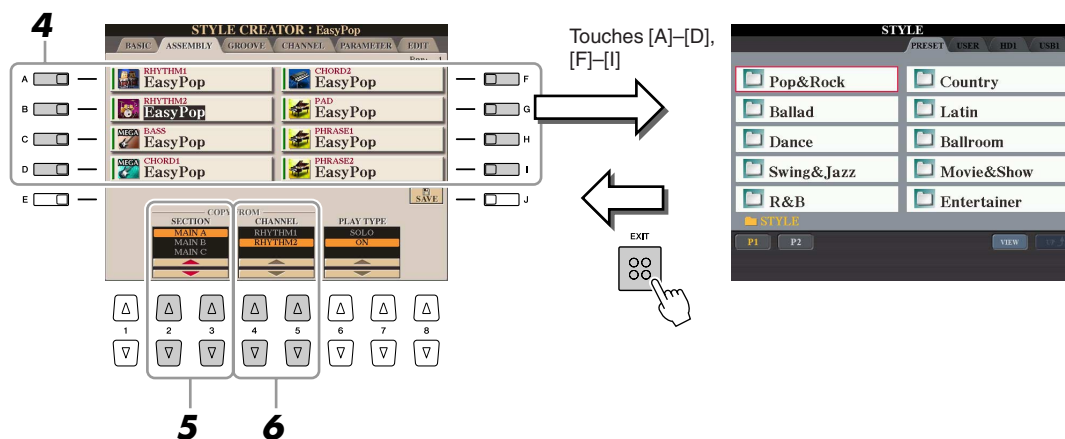 4
STYLE CREATOR : EasyPop
BASIC ASSEMBLY GROOVE CHANNEL PARAMETER EDIT
A
RHYTHM1
EasyPop
CHORD2
EasyPop
F
B
RHYTHM2
EasyPop
PAD
EasyPop
G
C
MEGA
BASS
EasyPop
PHRASE1
EasyPop
H
D
MEGA
CHORD1
EasyPop
PHRASE2
EasyPop
I
E
SAVE
J
COPY FROM
SECTION
CHANNEL
PLAY TYPE
MAIN A
MAIN B
MAIN C
RHYTHM1
RHYTHM2
SOLO
ON
1 2 3 4 5 6 7 8
5
6
Touches [A]–[D],
[F]–[I]
EXIT
STYLE
PRESET USER HD1 USB1
Pop&Rock
Country
Ballad
Latin
Dance
Ballroom
Swing&Jazz
Movie&Show
R&B
Entertainer
STYLE
P1 P2
VIEW
UP